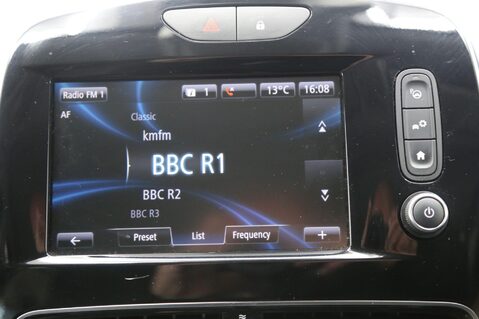 Radio FM 1 i 1 13°C 16:08
AF
Classic
kmfm
BBC R1
BBC R2
BBC R3
Preset List Frequency +